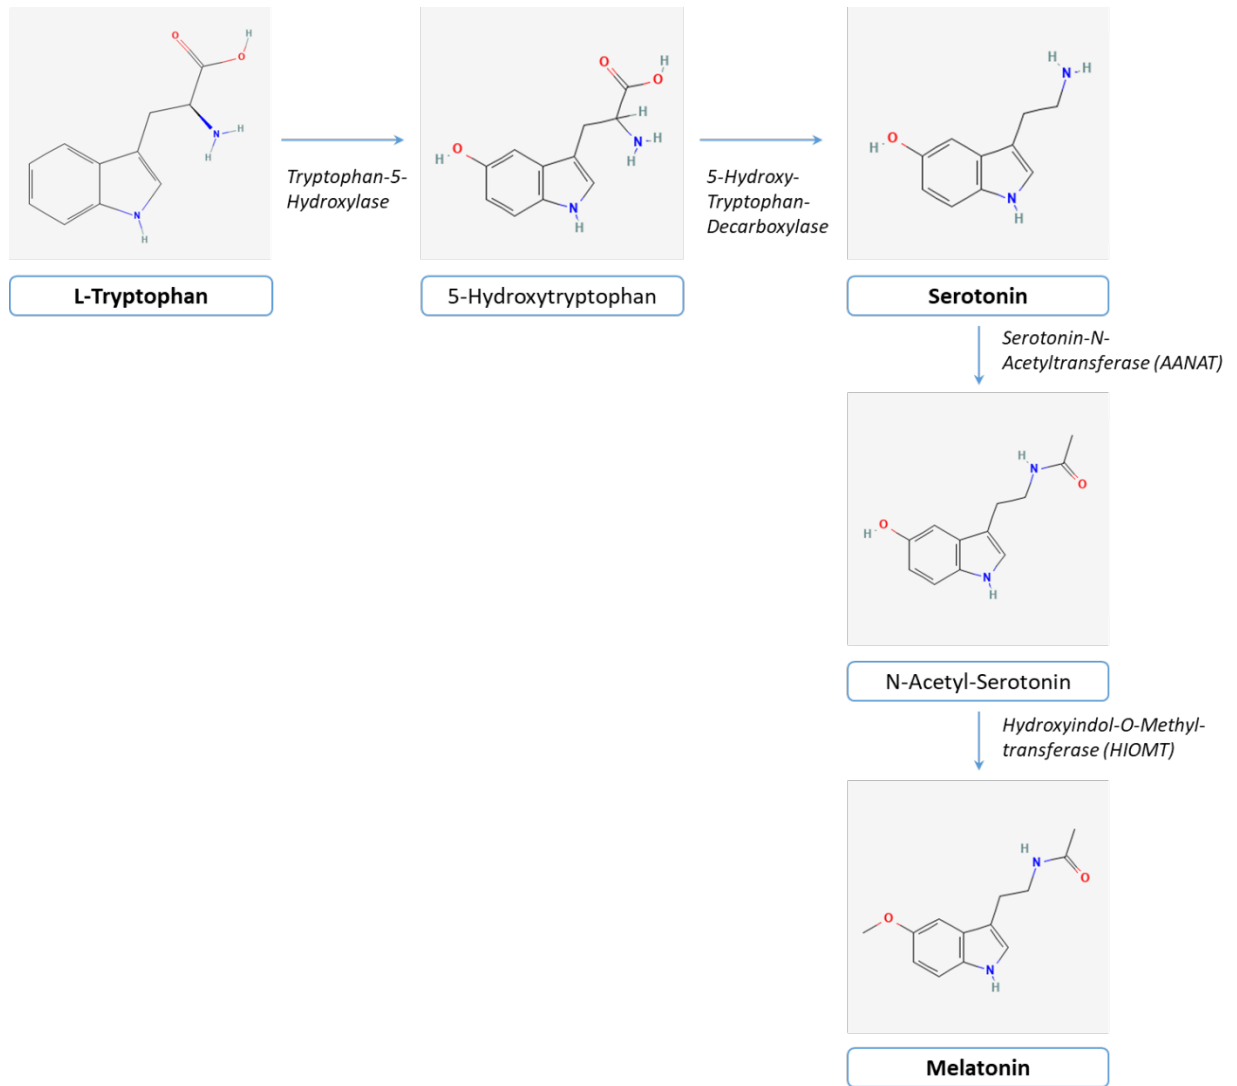 O
H
O
N
H
H
N
H
L-Tryptophan
Tryptophan-5-
Hydroxylase
O
H
O
H
N
H
H
O
H
N
H
5-Hydroxytryptophan
5-Hydroxy-
Tryptophan-
Decarboxylase
H
N
H
O
H
N
H
Serotonin
Serotonin-N-
Acetyltransferase (AANAT)
H
N
O
O
H
N
H
N-Acetyl-Serotonin
Hydroxyindol-O-Methyl-
transferase (HIOMT)
H
N
O
O
N
H
Melatonin